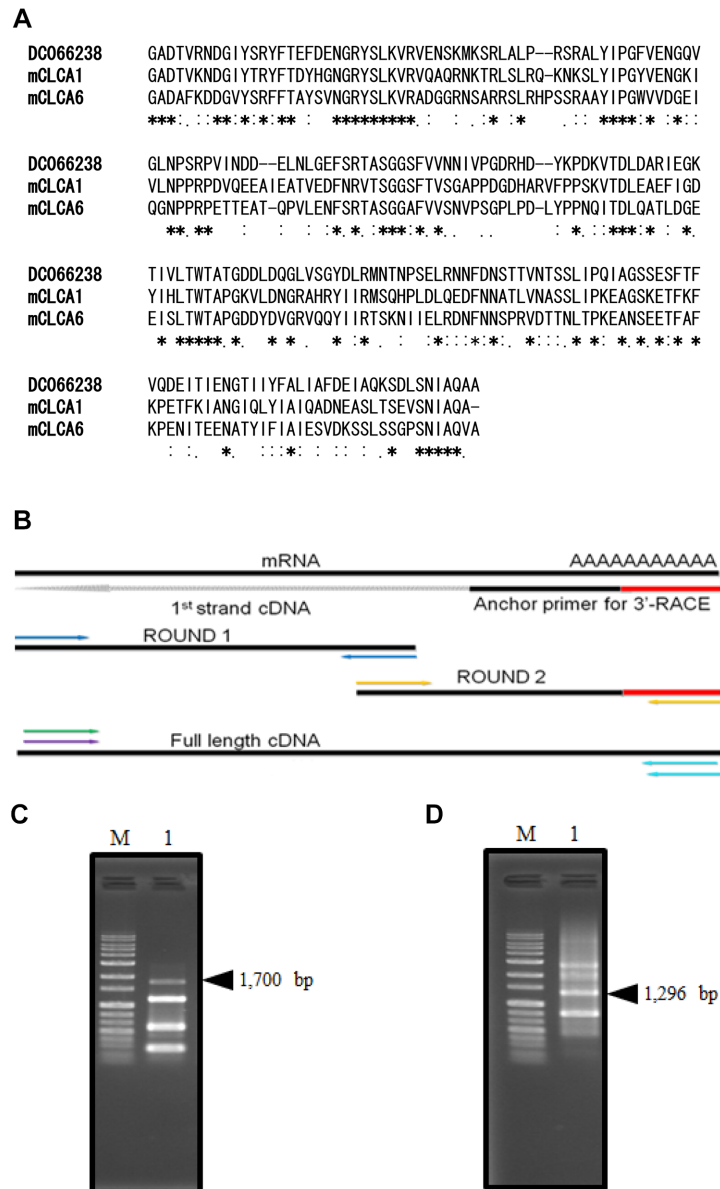 A
DC066238 GADTVRNDGIYSRYFTEFDENGRYSLKVRVENSKMKSRLALP--RSRALYIPGFVENGQV
mCLCA1 GADTVKNDGIYTRYFTDYHGNGRYSLKVRVQAQRNKTRLSLRQ-KNKSLYIPGYVENGKI
mCLCA6 GADAFKDDGVYSRFFTAYSVNGRYSLKVRADGGRNSARRSLRHPSSRAAYIPGWVVDGEI
***:.::**:*:*:** : *********. : : * * .:: ****:* :*::
DC066238 GLNPSRPVINDD--ELNLGEFSRTASGGSFVVNNIVPGDRHD--YKPDKVTDLDARIEGK
mCLCA1 VLNPPRPDVQEEAIEATVEDFNRVTSGGSFTVSGAPPDGDHARVFPPSKVTDLEAEFIGD
mCLCA6 QGNPPRPETTEAT-QPVLENFSRTASGGAFVVSNVPSGPLPD-LYPPNQITDLQATLDGE
**.** : : :*.*.:***:*.*.. .. : *.::***:* : *.
DC066238 TIVLTWTATGDDLDQGLVSGYDLRMNTNPSELRNNFDNSTTVNTSSLIPQIAGSSESFTF
mCLCA1 YIHLTWTAPGKVLDNGRAHRYIIRMSQHPLDLQEDFNNATLVNASSLIPKEAGSKETFKF
mCLCA6 EISLTWTAPGDDYDVGRVQQYIIRTSKNIIELRDNFNNSPRVDTTNLTPKEANSEETFAF
* *****.*. * * . * :* . : :*:::*:*:. *:::.* *: *.*.*:* *
DC066238 VQDEITIENGTIIYFALIAFDEIAQKSDLSNIAQAA
mCLCA1 KPETFKIANGIQLYIAIQADNEASLTSEVSNIAQA-
mCLCA6 KPENITEENATYIFIAIESVDKSSLSSGPSNIAQVA
: :. *. :::*: : :: : .* *****.
B
mRNA
AAAAAAAAAAA
1st strand cDNA
Anchor primer for 3'-RACE
ROUND 1
ROUND 2
Full length cDNA
C
M 1
1,700 bp
D
M 1
1,296 bp